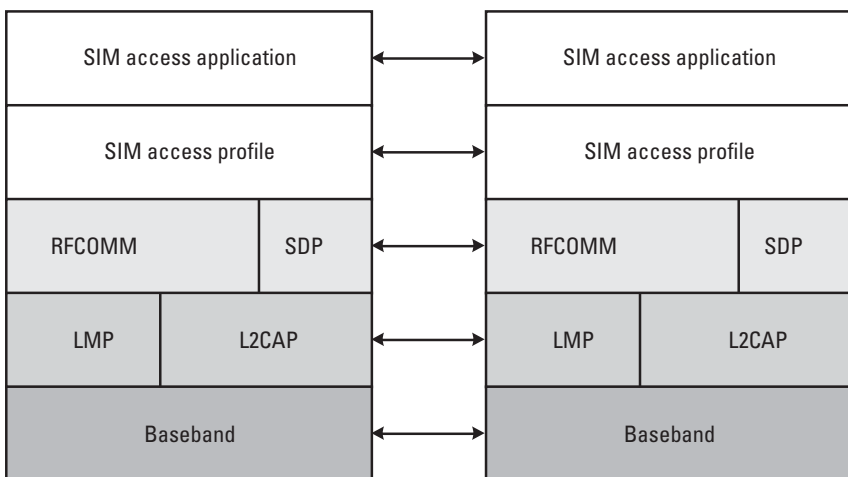 SIM access application SIM access application
SIM access profile SIM access profile
RFCOMM SDP RFCOMM SDP
LMP L2CAP LMP L2CAP
Baseband Baseband